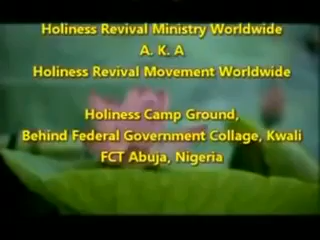 Holiness Revival Ministry Worldwide
A. K. A
Holiness Revival Movement Worldwide
Holiness Camp Ground,
Behind Federal Government Collage, Kwali
FCT Abuja, Nigeria